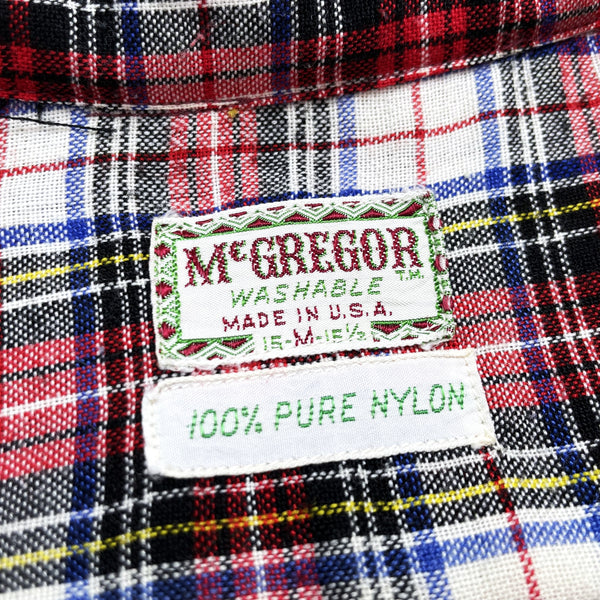 McGREGOR
WASHABLE ™
MADE IN U.S.A.
15-M-15½
100% PURE NYLON